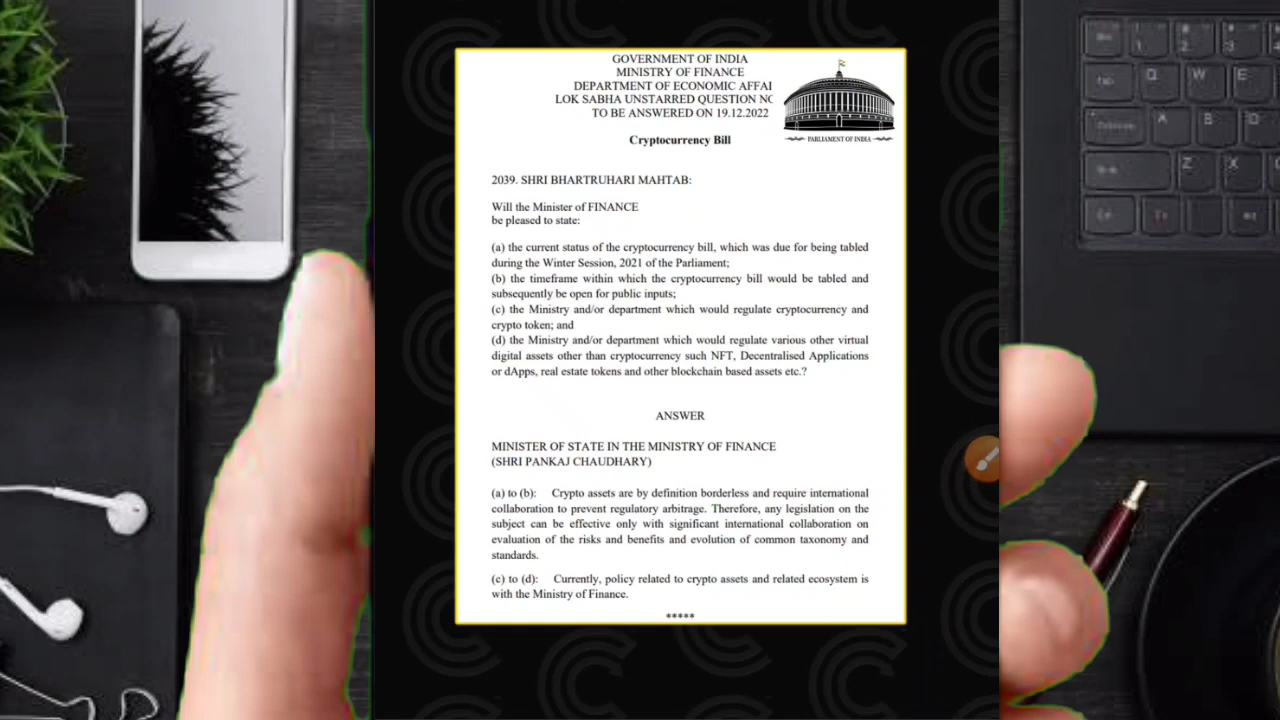 GOVERNMENT OF INDIA
MINISTRY OF FINANCE
DEPARTMENT OF ECONOMIC AFFAI
LOK SABHA UNSTARRED QUESTION NO
TO BE ANSWERED ON 19.12.2022
PARLIAMENT OF INDIA
Cryptocurrency Bill
2039. SHRI BHARTRUHARI MAHTAB:
Will the Minister of FINANCE
be pleased to state:
(a) the current status of the cryptocurrency bill, which was due for being tabled
during the Winter Session, 2021 of the Parliament;
(b) the timeframe within which the cryptocurrency bill would be tabled and
subsequently be open for public inputs;
(c) the Ministry and/or department which would regulate cryptocurrency and
crypto token; and
(d) the Ministry and/or department which would regulate various other virtual
digital assets other than cryptocurrency such NFT, Decentralised Applications
or dApps, real estate tokens and other blockchain based assets etc.?
ANSWER
MINISTER OF STATE IN THE MINISTRY OF FINANCE
(SHRI PANKAJ CHAUDHARY)
(a) to (b): Crypto assets are by definition borderless and require international
collaboration to prevent regulatory arbitrage. Therefore, any legislation on the
subject can be effective only with significant international collaboration on
evaluation of the risks and benefits and evolution of common taxonomy and
standards.
(c) to (d): Currently, policy related to crypto assets and related ecosystem is
with the Ministry of Finance.
*****
1 2 3
Q W E
A S D
Z X